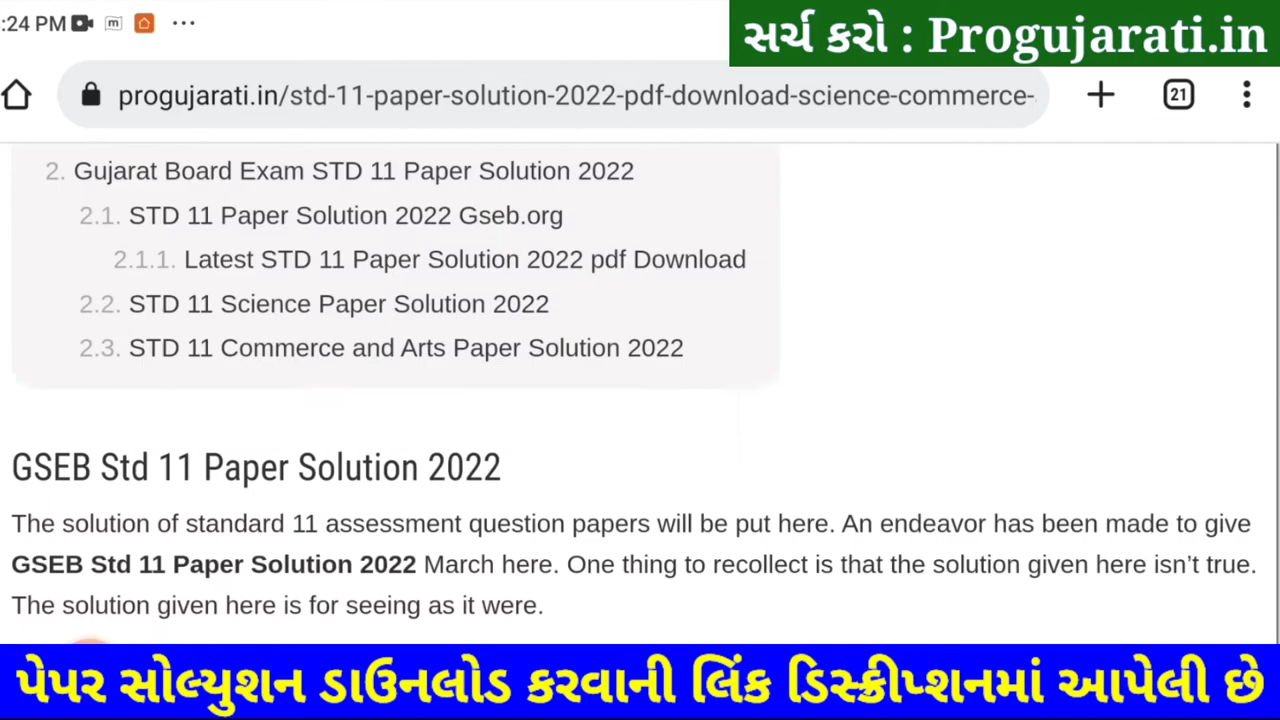 :24 PM
સર્ચ કરો : Progujarati.in
progujarati.in/std-11-paper-solution-2022-pdf-download-science-commerce-
21
2. Gujarat Board Exam STD 11 Paper Solution 2022
2.1. STD 11 Paper Solution 2022 Gseb.org
2.1.1. Latest STD 11 Paper Solution 2022 pdf Download
2.2. STD 11 Science Paper Solution 2022
2.3. STD 11 Commerce and Arts Paper Solution 2022
GSEB Std 11 Paper Solution 2022
The solution of standard 11 assessment question papers will be put here. An endeavor has been made to give
GSEB Std 11 Paper Solution 2022 March here. One thing to recollect is that the solution given here isn’t true.
The solution given here is for seeing as it were.
પેપર સોલ્યુશન ડાઉનલોડ કરવાની લિંક ડિસ્ક્રીપ્શનમાં આપેલી છે